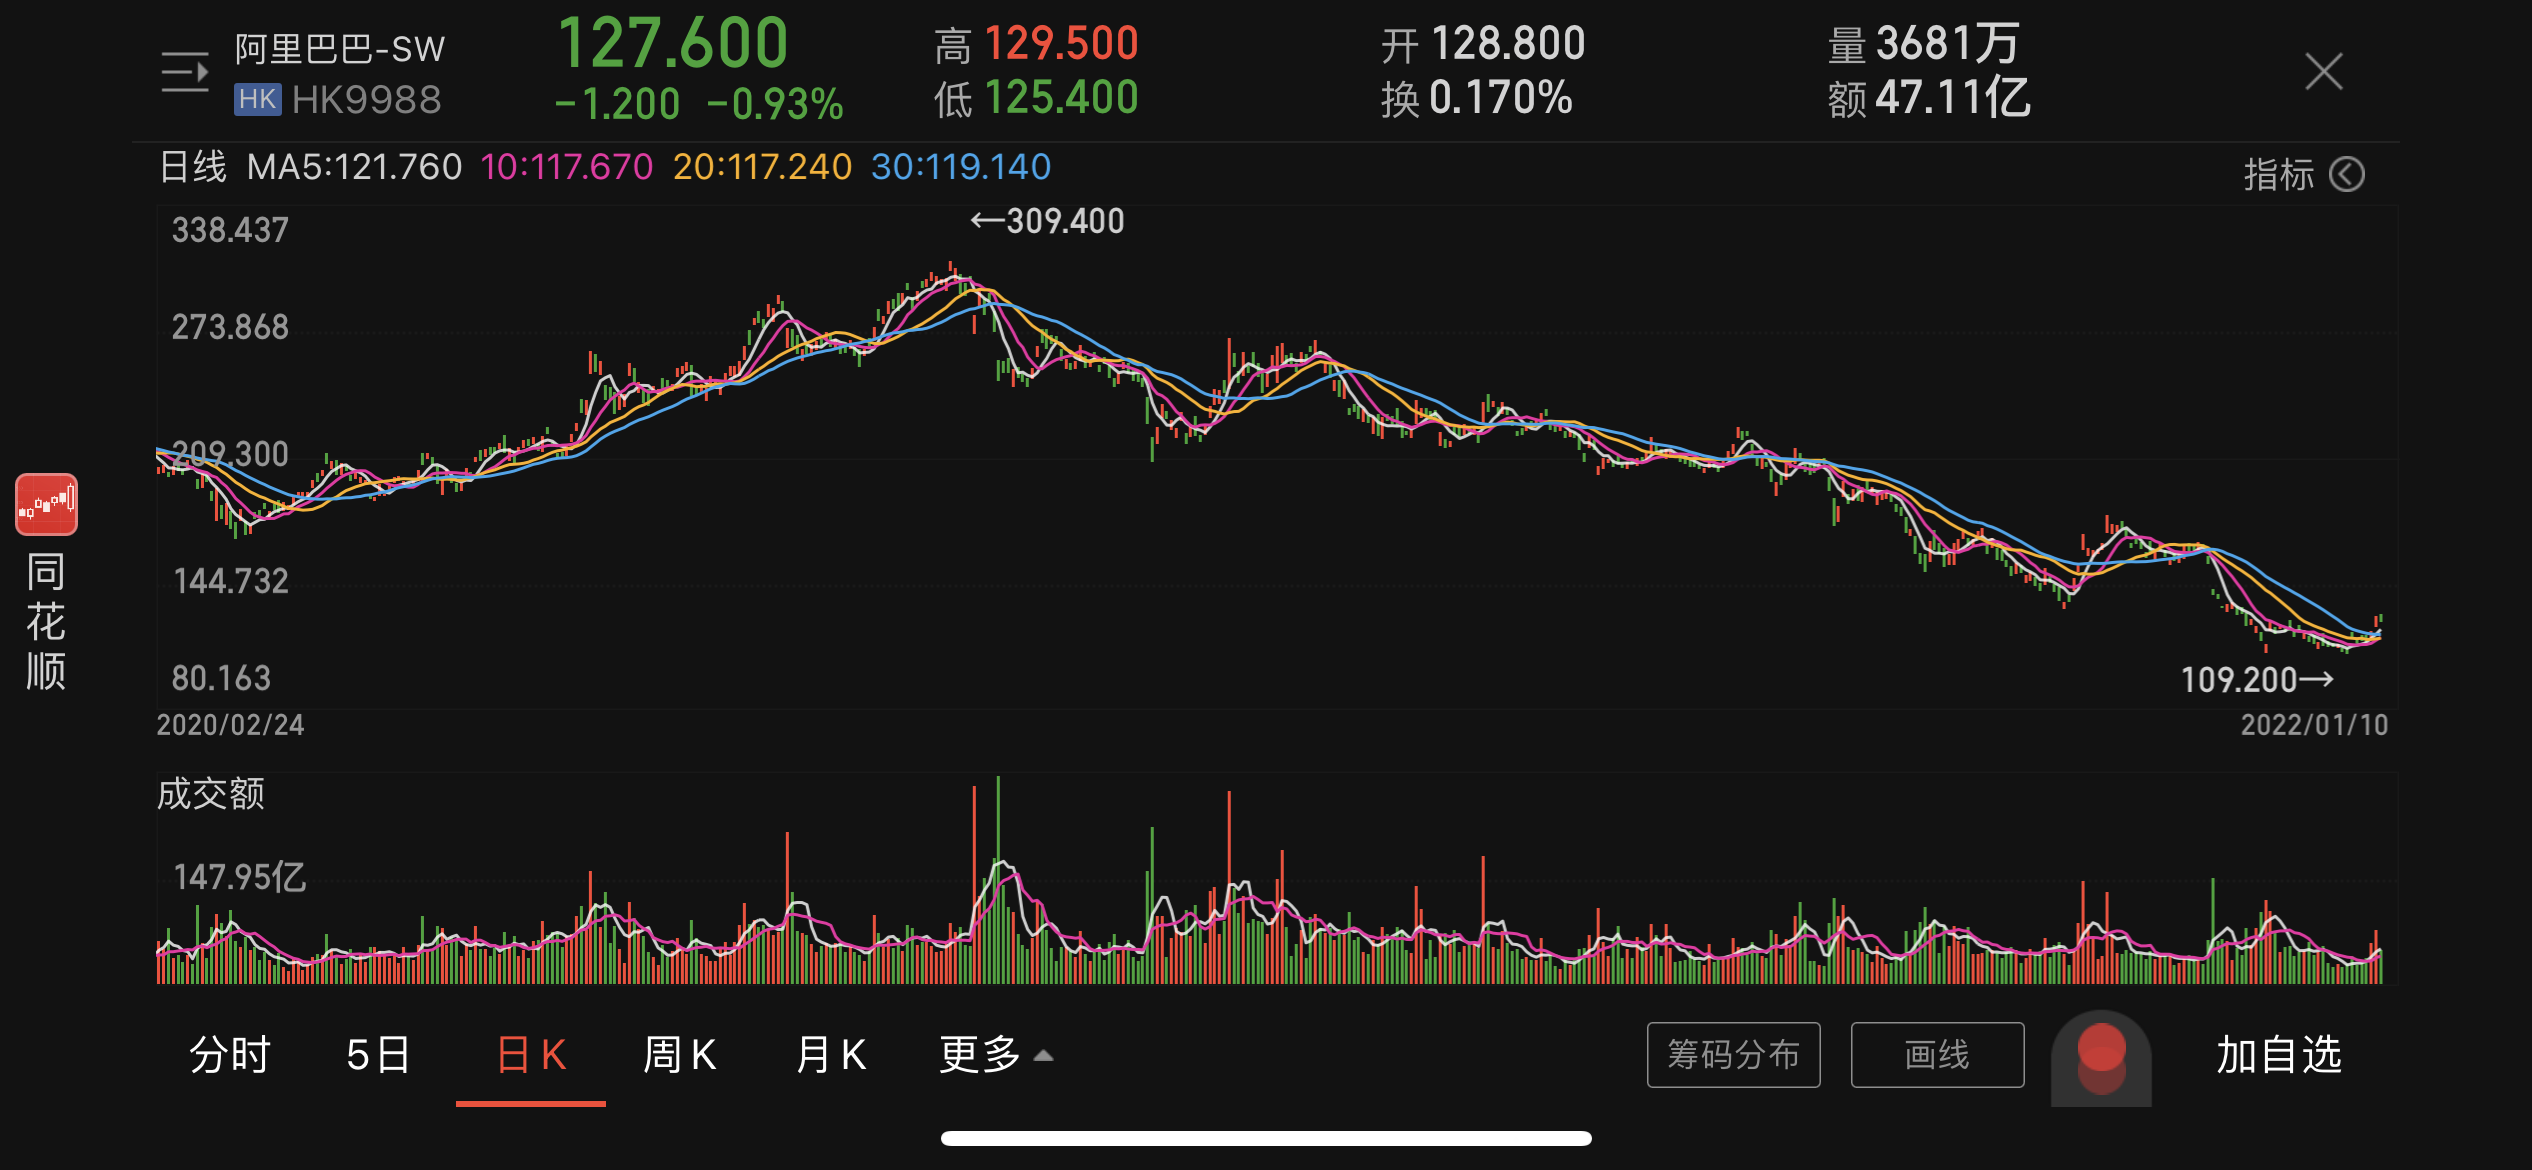 阿里巴巴-SW
HK HK9988
127.600
-1.200 -0.93%
高 129.500
低 125.400
开 128.800
换 0.170%
量 3681万
额 47.11亿
日线 MA5:121.760 10:117.670 20:117.240 30:119.140
指标
338.437
←309.400
273.868
209.300
144.732
80.163
109.200→
2020/02/24
2022/01/10
同花顺
成交额
147.95亿
分时 5日 日K 周K 月K 更多
筹码分布 画线 加自选